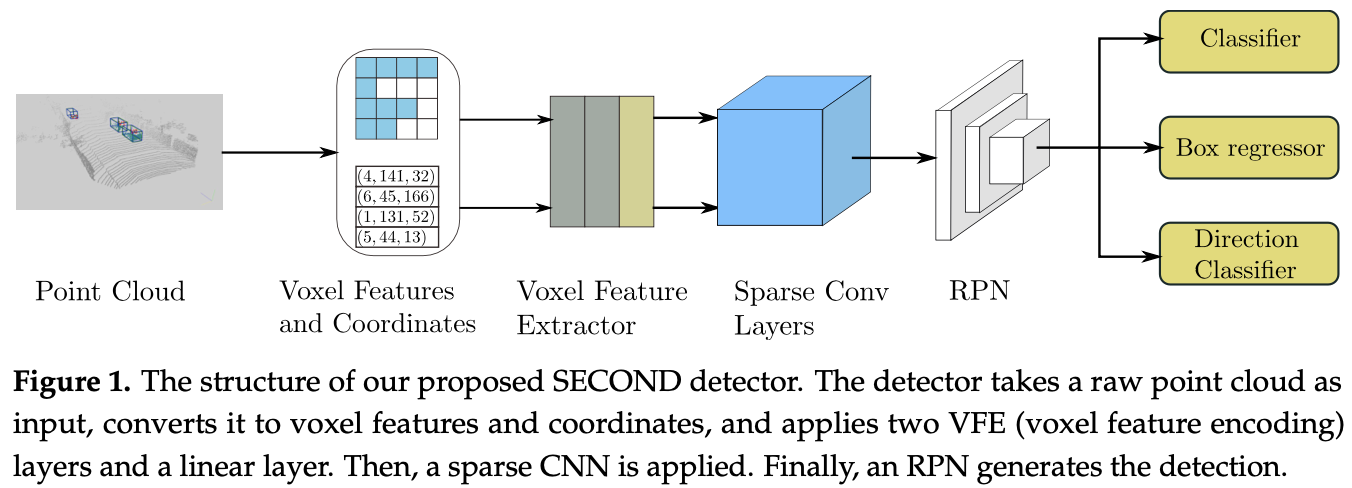 (4, 141, 32)
(6, 45, 166)
(1, 131, 52)
(5, 44, 13)
Classifier
Box regressor
Direction
Classifier
Point Cloud
Voxel Features
and Coordinates
Voxel Feature
Extractor
Sparse Conv
Layers
RPN
Figure 1. The structure of our proposed SECOND detector. The detector takes a raw point cloud as
input, converts it to voxel features and coordinates, and applies two VFE (voxel feature encoding)
layers and a linear layer. Then, a sparse CNN is applied. Finally, an RPN generates the detection.